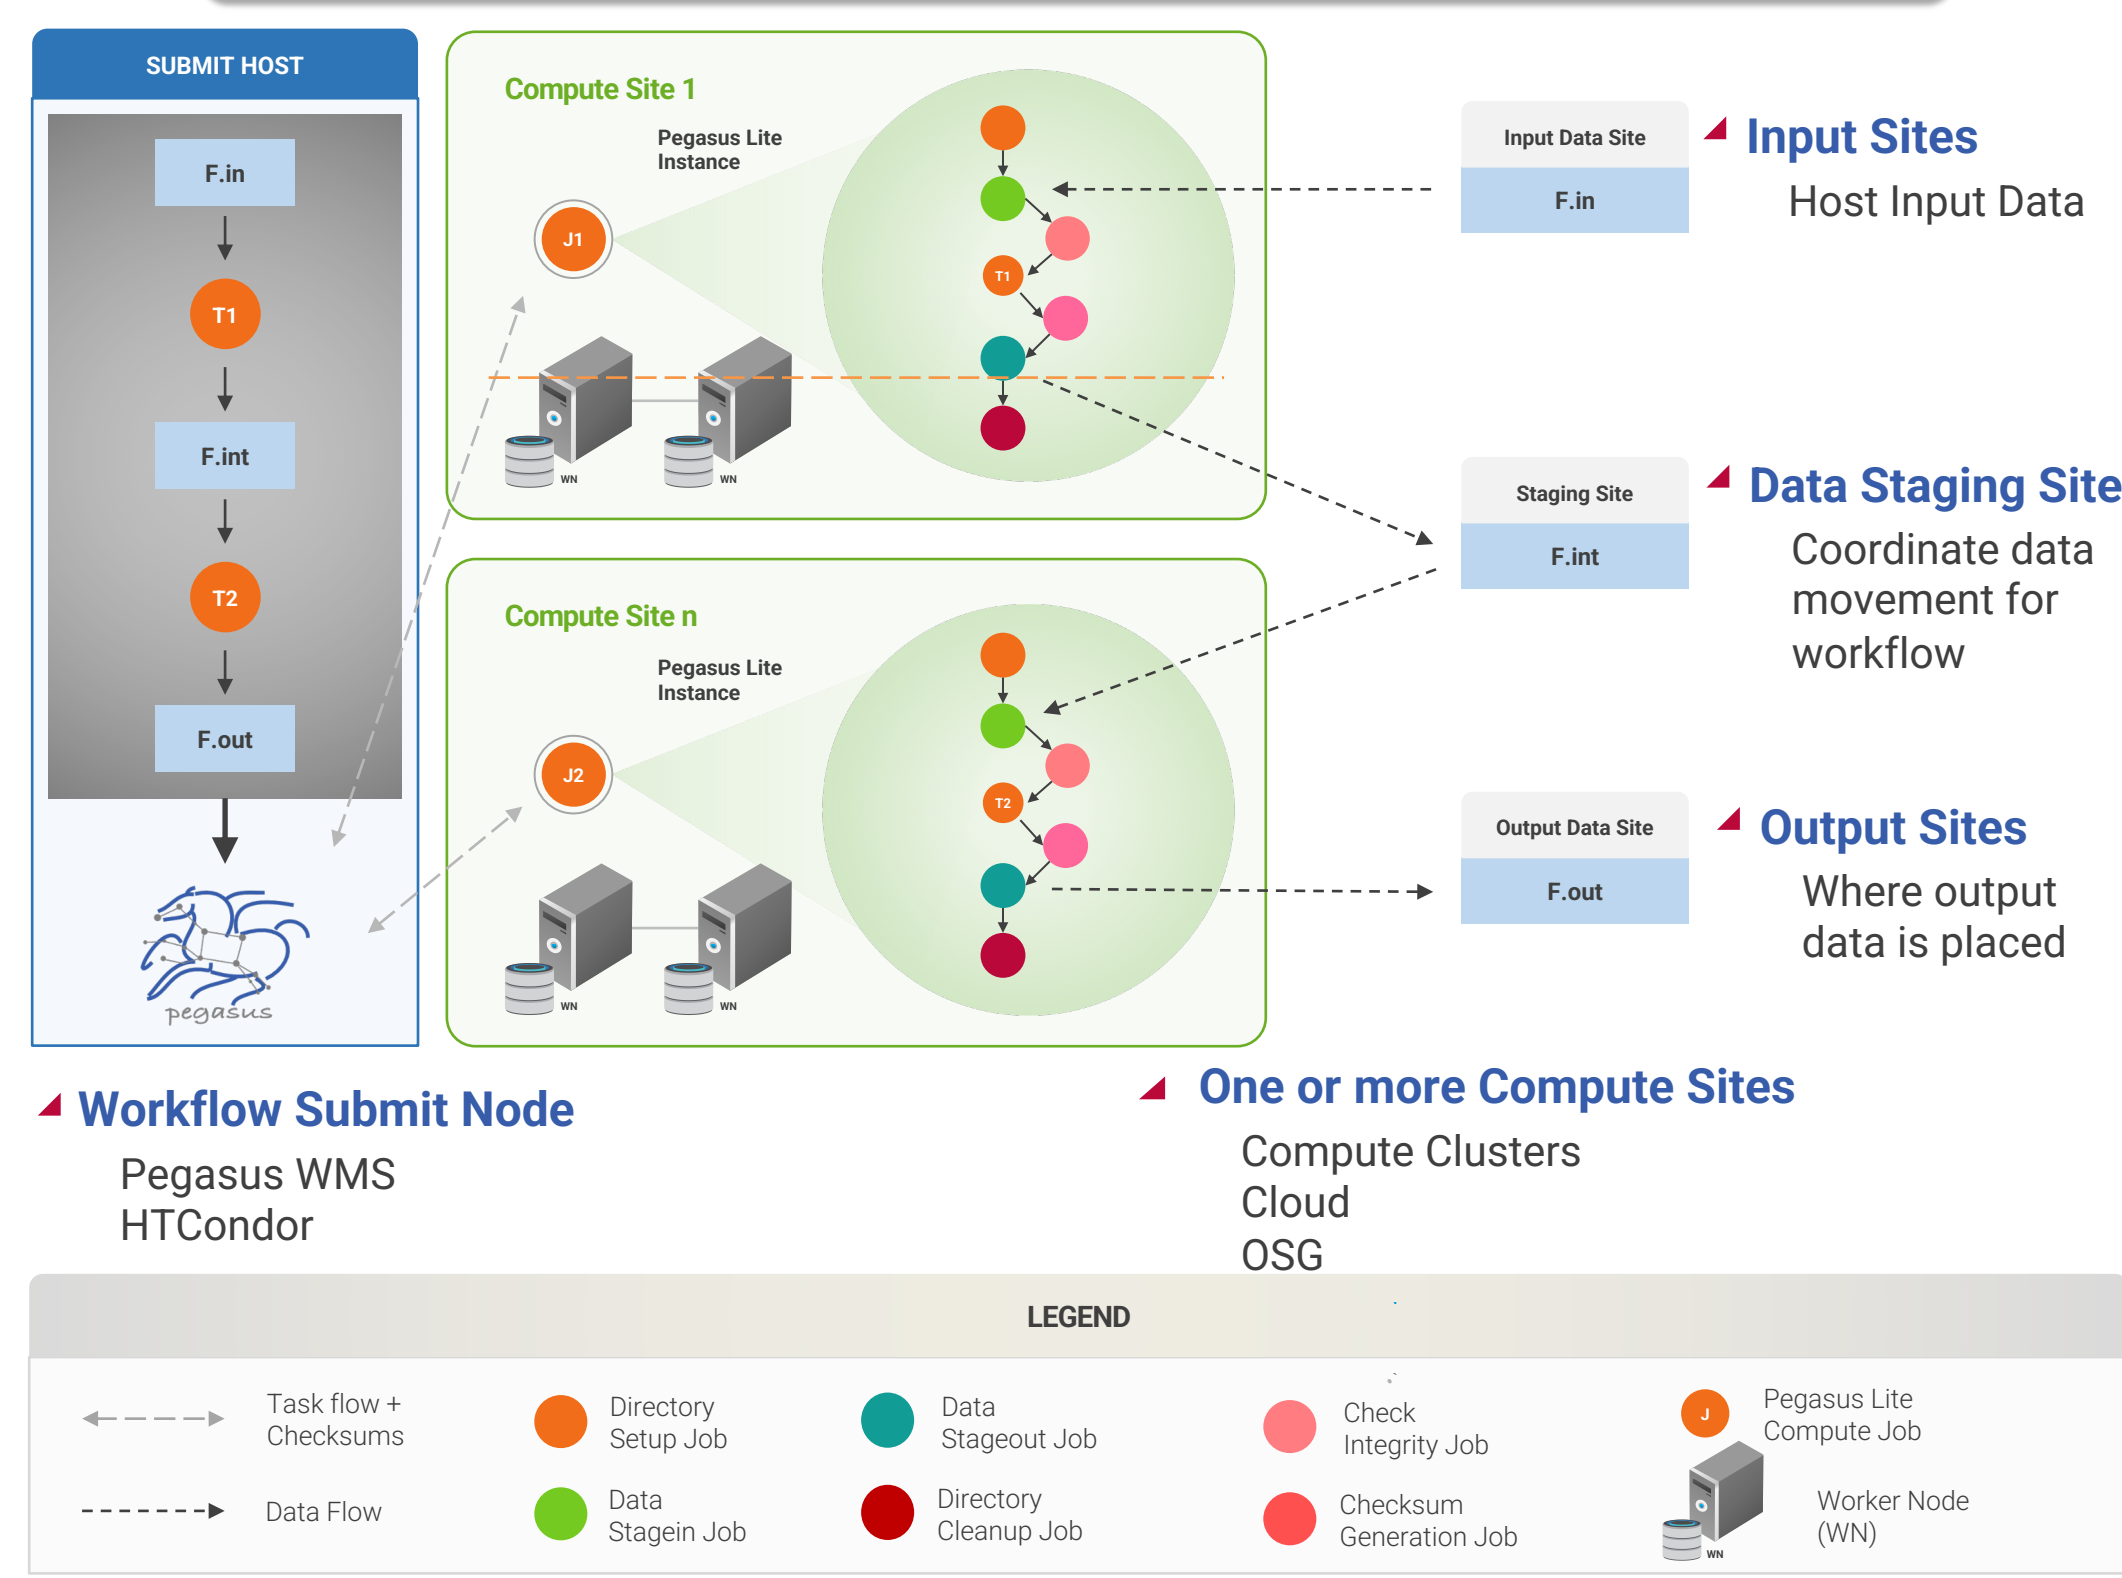 SUBMIT HOST
F.in
T1
F.int
T2
F.out
pegasus
Compute Site 1
Pegasus Lite
Instance
J1
T1
WN
WN
Compute Site n
Pegasus Lite
Instance
J2
T2
WN
WN
Input Data Site
F.in
Input Sites
Host Input Data
Staging Site
F.int
Data Staging Site
Coordinate data
movement for
workflow
Output Data Site
F.out
Output Sites
Where output
data is placed
Workflow Submit Node
Pegasus WMS
HTCondor
One or more Compute Sites
Compute Clusters
Cloud
OSG
LEGEND
Task flow +
Checksums
Data Flow
Directory
Setup Job
Data
Stagein Job
Data
Stageout Job
Directory
Cleanup Job
Check
Integrity Job
Checksum
Generation Job
J
Pegasus Lite
Compute Job
WN
Worker Node
(WN)